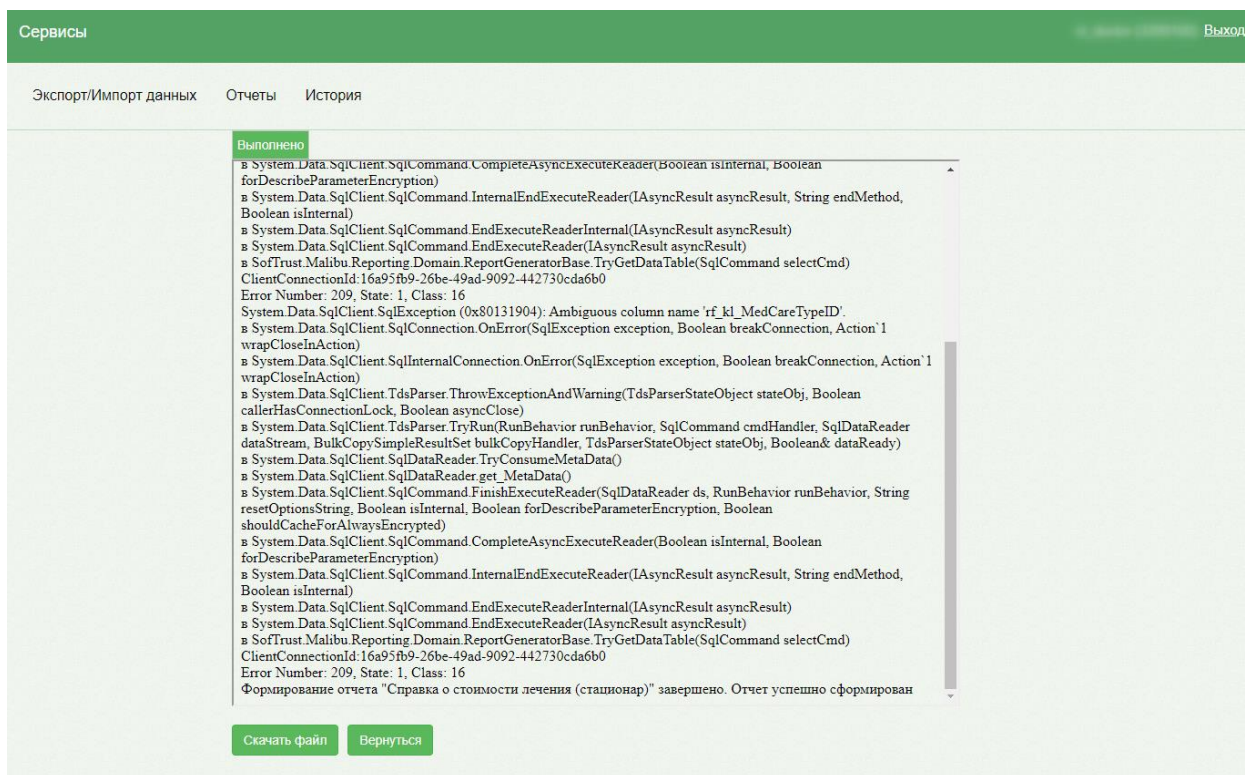 Сервисы
Выход
Экспорт/Импорт данных Отчеты История
Выполнено
в System.Data.SqlClient.SqlCommand.CompleteAsyncExecuteReader(Boolean isInternal, Boolean
forDescribeParameterEncryption)
в System.Data.SqlClient.SqlCommand.InternalEndExecuteReader(IAsyncResult asyncResult, String endMethod,
Boolean isInternal)
в System.Data.SqlClient.SqlCommand.EndExecuteReaderInternal(IAsyncResult asyncResult)
в System.Data.SqlClient.SqlCommand.EndExecuteReader(IAsyncResult asyncResult)
в SofTrust.Malibu.Reporting.Domain.ReportGeneratorBase.TryGetDataTable(SqlCommand selectCmd)
ClientConnectionId:16a95fb9-26be-49ad-9092-442730cda6b0
Error Number: 209, State: 1, Class: 16
System.Data.SqlClient.SqlException (0x80131904): Ambiguous column name 'rf_kl_MedCareTypeID'.
в System.Data.SqlClient.SqlConnection.OnError(SqlException exception, Boolean breakConnection, Action`1
wrapCloseInAction)
в System.Data.SqlClient.SqlInternalConnection.OnError(SqlException exception, Boolean breakConnection, Action`1
wrapCloseInAction)
в System.Data.SqlClient.TdsParser.ThrowExceptionAndWarning(TdsParserStateObject stateObj, Boolean
callerHasConnectionLock, Boolean asyncClose)
в System.Data.SqlClient.TdsParser.TryRun(RunBehavior runBehavior, SqlCommand cmdHandler, SqlDataReader
dataStream, BulkCopySimpleResultSet bulkCopyHandler, TdsParserStateObject stateObj, Boolean& dataReady)
в System.Data.SqlClient.SqlDataReader.TryConsumeMetaData()
в System.Data.SqlClient.SqlDataReader.get_MetaData()
в System.Data.SqlClient.SqlCommand.FinishExecuteReader(SqlDataReader ds, RunBehavior runBehavior, String
resetOptionsString, Boolean isInternal, Boolean forDescribeParameterEncryption, Boolean
shouldCacheForAlwaysEncrypted)
в System.Data.SqlClient.SqlCommand.CompleteAsyncExecuteReader(Boolean isInternal, Boolean
forDescribeParameterEncryption)
в System.Data.SqlClient.SqlCommand.InternalEndExecuteReader(IAsyncResult asyncResult, String endMethod,
Boolean isInternal)
в System.Data.SqlClient.SqlCommand.EndExecuteReaderInternal(IAsyncResult asyncResult)
в System.Data.SqlClient.SqlCommand.EndExecuteReader(IAsyncResult asyncResult)
в SofTrust.Malibu.Reporting.Domain.ReportGeneratorBase.TryGetDataTable(SqlCommand selectCmd)
ClientConnectionId:16a95fb9-26be-49ad-9092-442730cda6b0
Error Number: 209, State: 1, Class: 16
Формирование отчета "Справка о стоимости лечения (стационар)" завершено. Отчет успешно сформирован
Скачать файл Вернуться